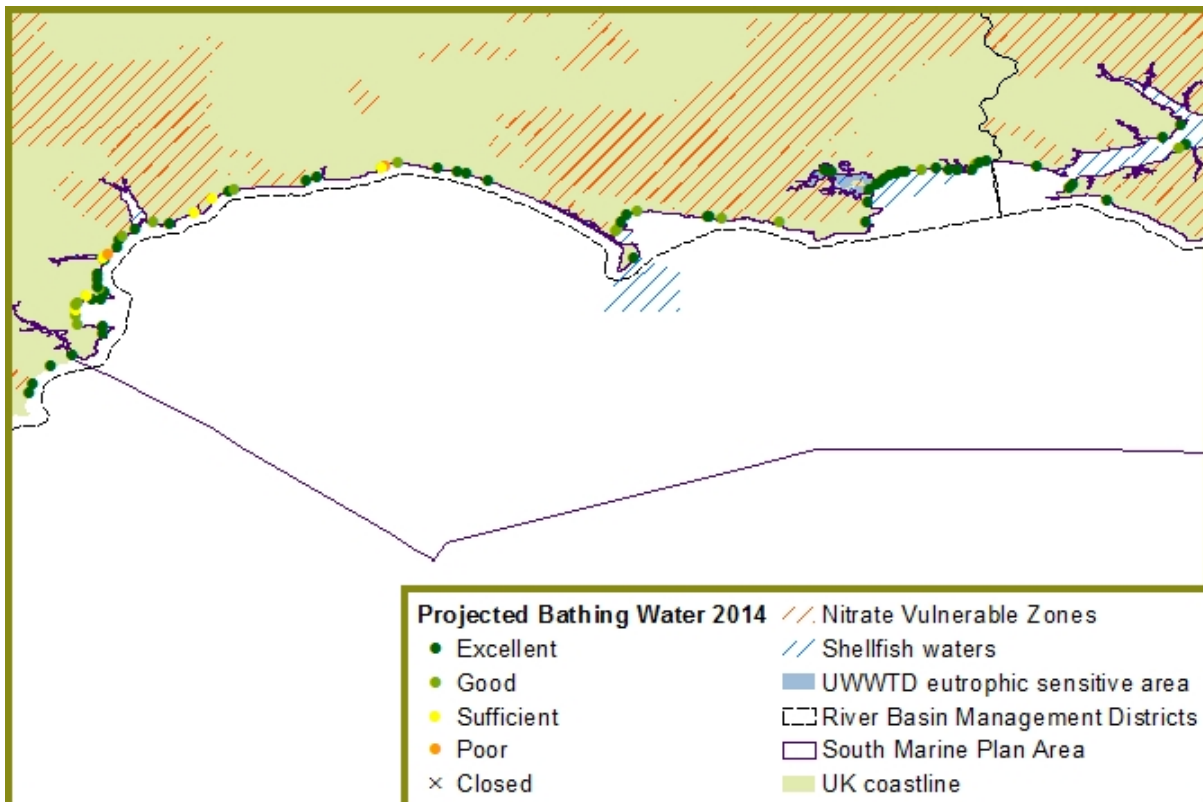 Projected Bathing Water 2014
Excellent
Good
Sufficient
Poor
Closed
Nitrate Vulnerable Zones
Shellfish waters
UWWTD eutrophic sensitive area
River Basin Management Districts
South Marine Plan Area
UK coastline